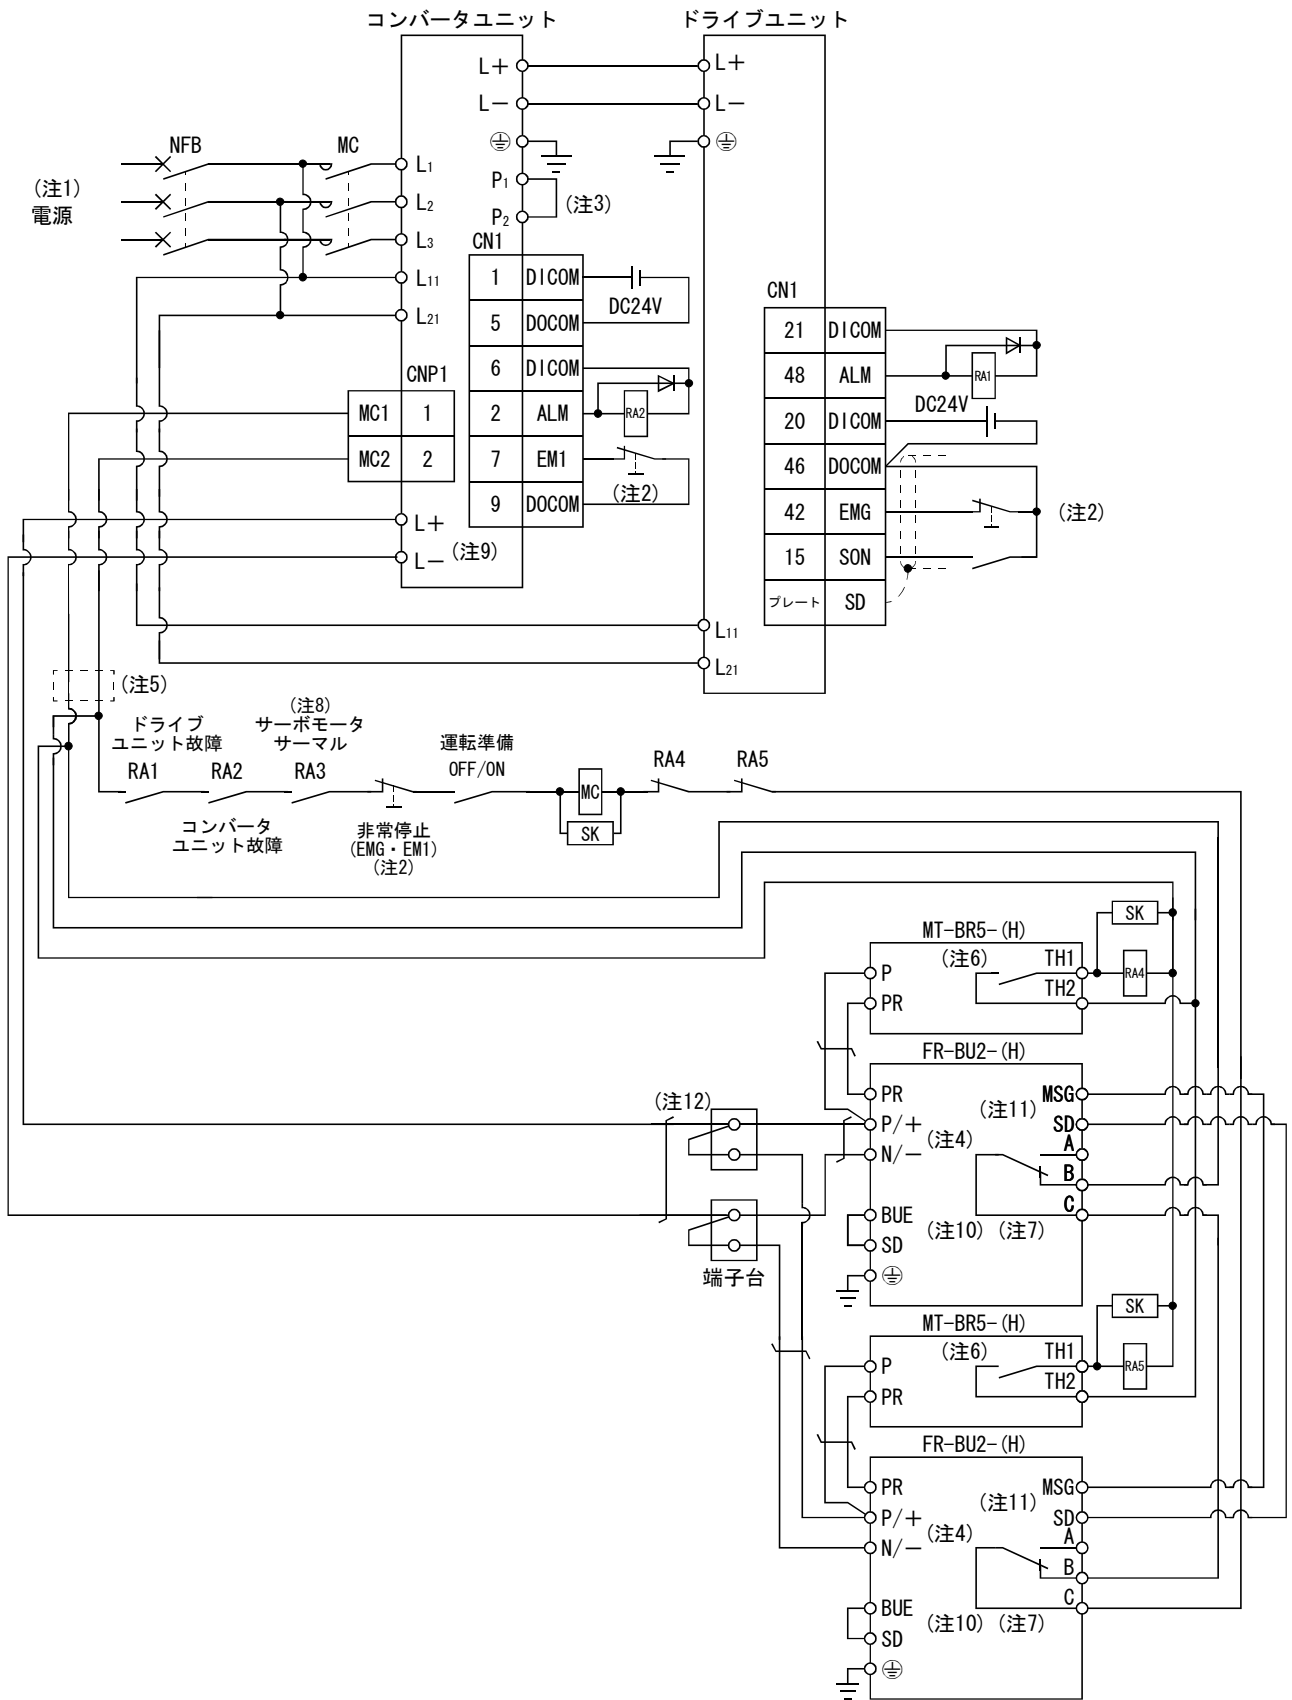 コンバータユニット
ドライブユニット
L+
L+
L−
L−
NFB
MC
L1
P1
(注3)
(注1)
電源
L2
P2
L3
CN1
L11
1 DICOM
DC24V
CN1
L21
5 DOCOM
21 DICOM
6 DICOM
CNP1
48 ALM
RA1
MC1 1
2 ALM
RA2
20 DICOM
DC24V
MC2 2
7 EM1
(注2)
46 DOCOM
9 DOCOM
42 EMG
(注2)
L+
L−
(注9)
15 SON
プレート SD
L11
L21
(注5)
ドライブ
ユニット故障
(注8)
サーボモータ
サーマル
運転準備
OFF/ON
RA1
RA2
RA3
MC
RA4
RA5
SK
コンバータ
ユニット故障
非常停止
(EMG・EM1)
(注2)
SK
MT-BR5-(H)
(注6)
P
TH1
RA4
PR
TH2
FR-BU2-(H)
PR
MSG
(注11)
(注12)
P/+
(注4)
SD
A
N/−
B
C
BUE
(注10)
(注7)
SD
端子台
SK
MT-BR5-(H)
(注6)
P
TH1
RA5
PR
TH2
FR-BU2-(H)
PR
MSG
(注11)
P/+
(注4)
SD
A
N/−
B
C
BUE
(注10)
(注7)
SD